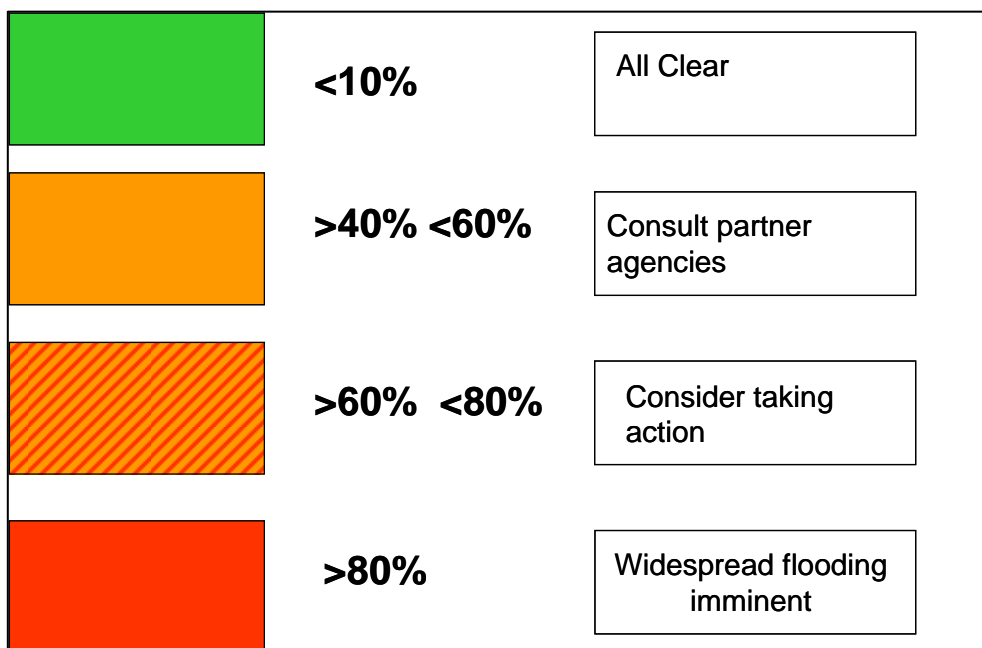 <10%
All Clear
>40% <60%
Consult partner
agencies
>60% <80%
Consider taking
action
>80%
Widespread flooding
imminent